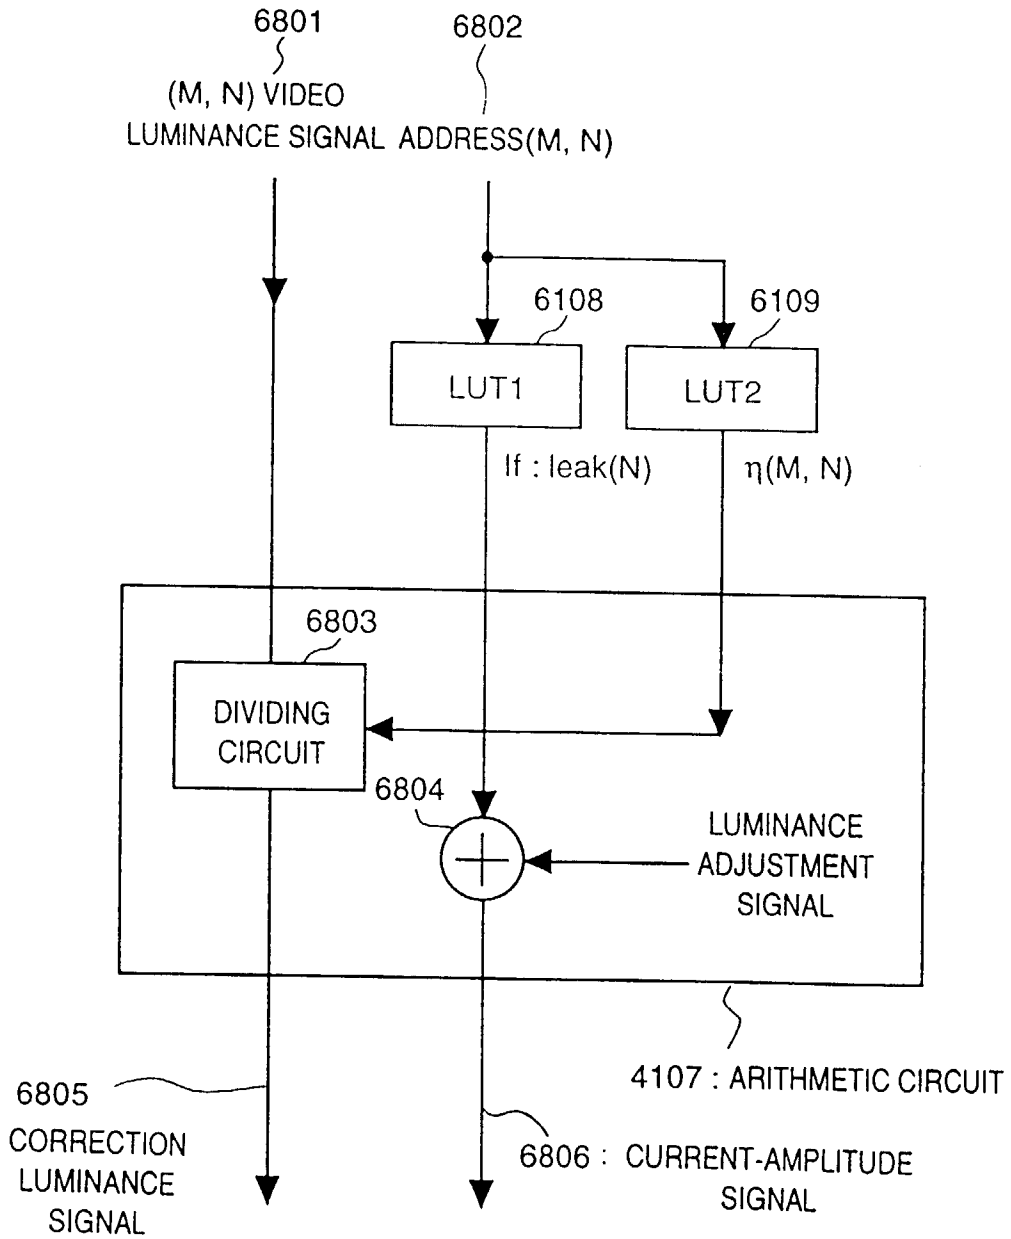 6801
6802
(M, N) VIDEO
LUMINANCE SIGNAL ADDRESS(M, N)
6108
6109
LUT1
LUT2
If : leak(N)
η(M, N)
6803
DIVIDING
CIRCUIT
6804
LUMINANCE
ADJUSTMENT
SIGNAL
4107 : ARITHMETIC CIRCUIT
6805
CORRECTION
LUMINANCE
SIGNAL
6806 : CURRENT-AMPLITUDE
SIGNAL